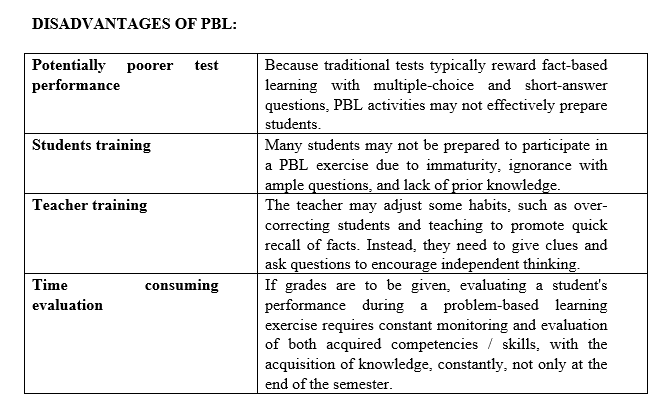 DISADVANTAGES OF PBL:
Potentially poorer test
performance
Because traditional tests typically reward fact-based
learning with multiple-choice and short-answer
questions, PBL activities may not effectively prepare
students.
Students training
Many students may not be prepared to participate in
a PBL exercise due to immaturity, ignorance with
ample questions, and lack of prior knowledge.
Teacher training
The teacher may adjust some habits, such as over-
correcting students and teaching to promote quick
recall of facts. Instead, they need to give clues and
ask questions to encourage independent thinking.
Time consuming
evaluation
If grades are to be given, evaluating a student's
performance during a problem-based learning
exercise requires constant monitoring and evaluation
of both acquired competencies / skills, with the
acquisition of knowledge, constantly, not only at the
end of the semester.